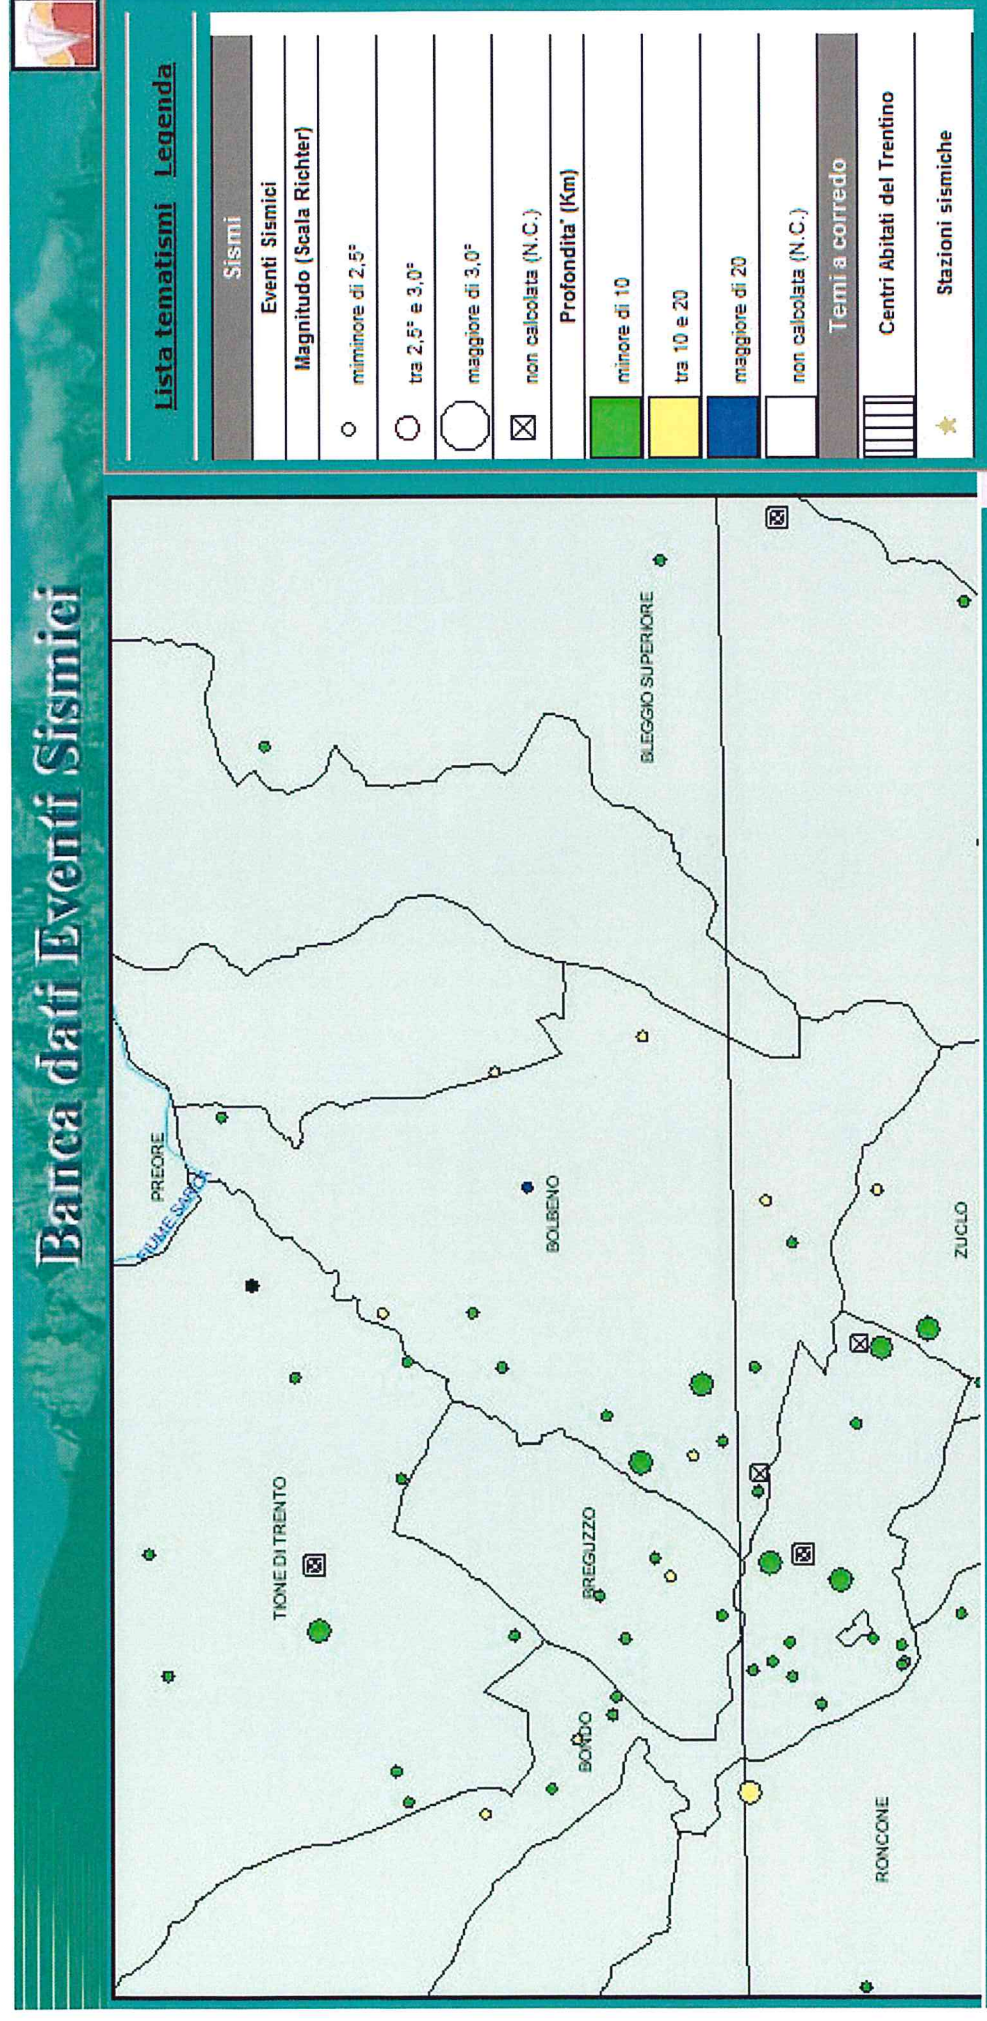 Banca dati Eventi Sismici
Lista tematismi Legenda
Sismi
Eventi Sismici
Magnitudo (Scala Richter)
miminore di 2,5°
tra 2,5° e 3,0°
maggiore di 3,0°
non calcolata (N.C.)
Profondita' (Km)
minore di 10
tra 10 e 20
maggiore di 20
non calcolata (N.C.)
Temi a corredo
Centri Abitati del Trentino
Stazioni sismiche
PREORE
FIUME SARCA
TIONE DI TRENTO
BOLBENO
BLEGGIO SUPERIORE
BREGUZZO
BONDO
RONCONE
ZUCLO